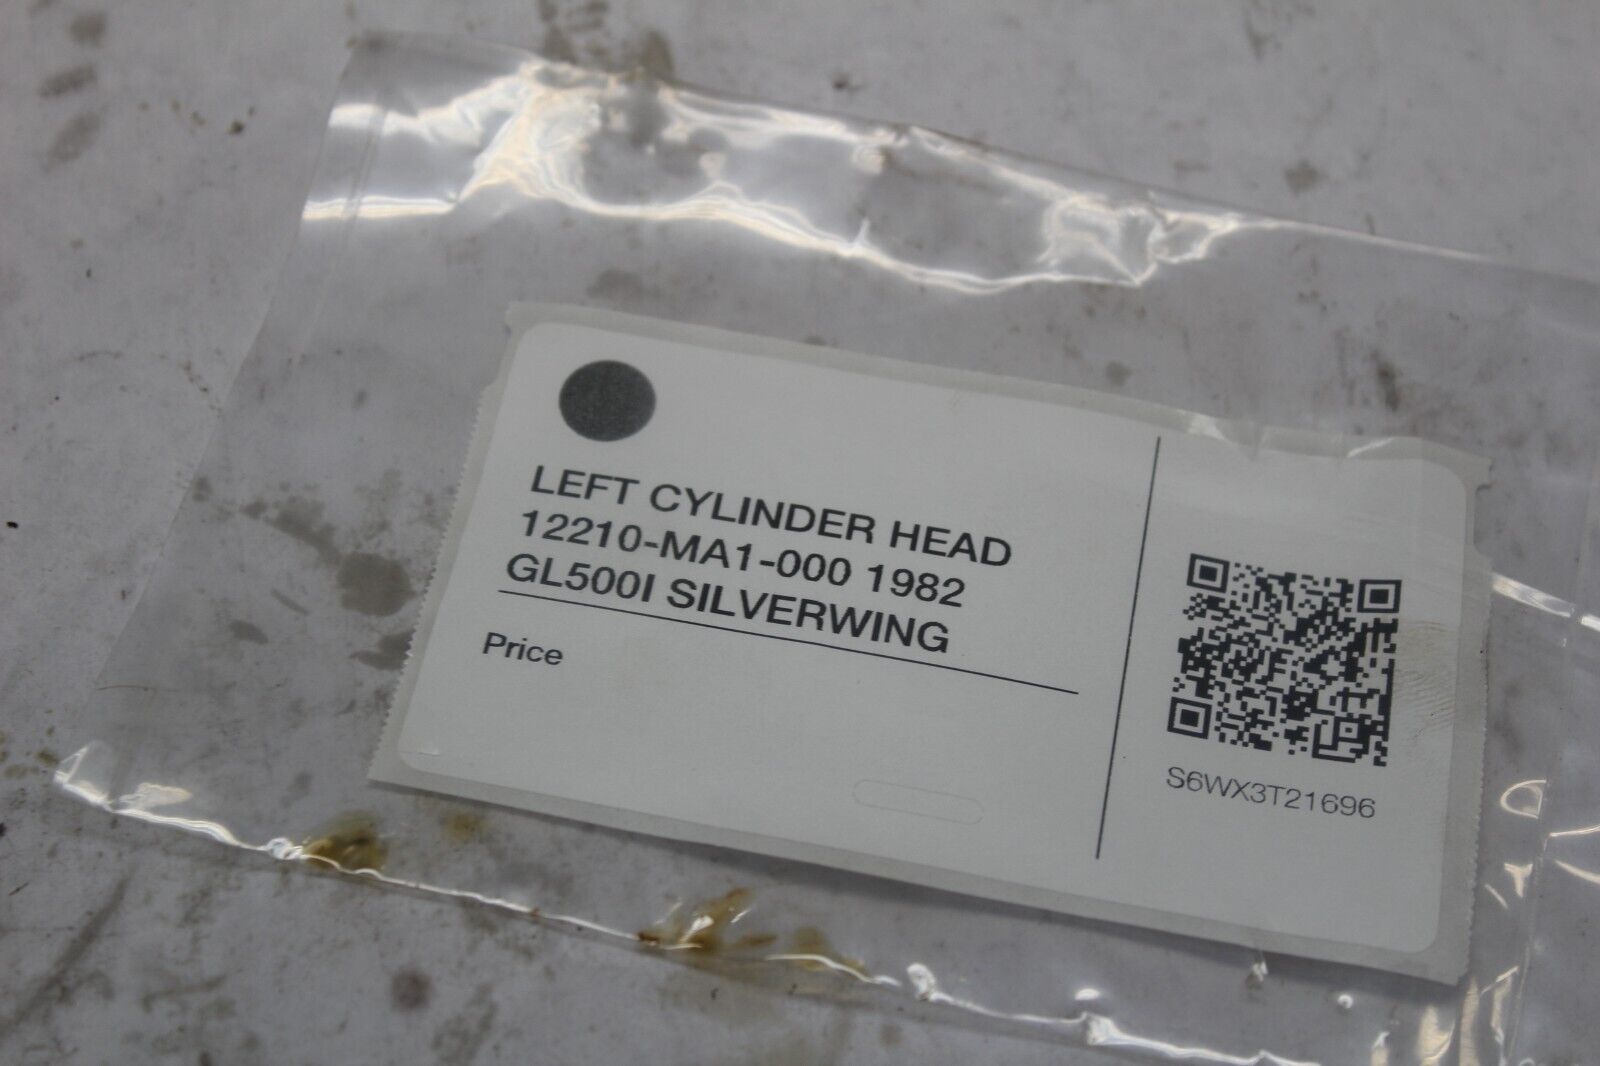 LEFT CYLINDER HEAD
12210-MA1-000 1982
GL500I SILVERWING
Price
S6WX3T21696